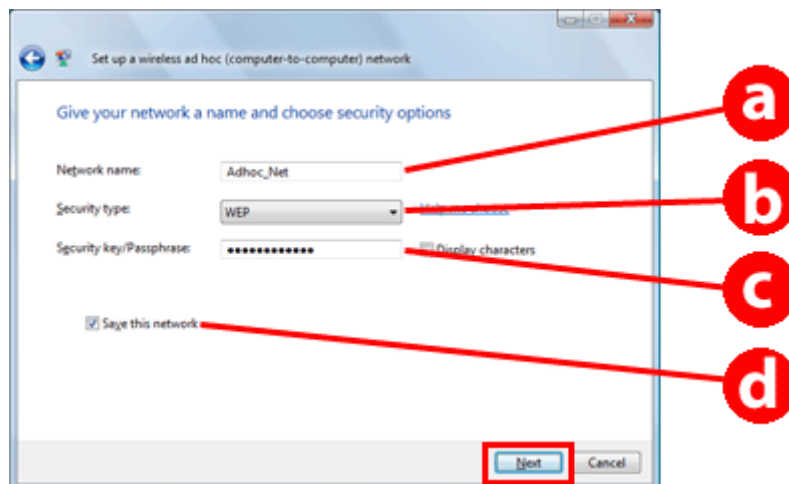 Set up a wireless ad hoc (computer-to-computer) network
Give your network a name and choose security options
a
Network name: Adhoc_Net
Security type: WEP
b
Security key/Passphrase: •••••••••••• Display characters
c
Save this network
d
Next Cancel